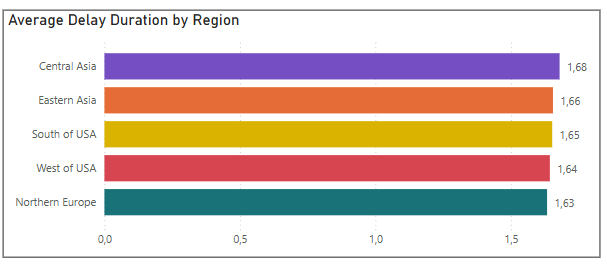 Average Delay Duration by Region
Central Asia 1,68
Eastern Asia 1,66
South of USA 1,65
West of USA 1,64
Northern Europe 1,63
0,0 0,5 1,0 1,5